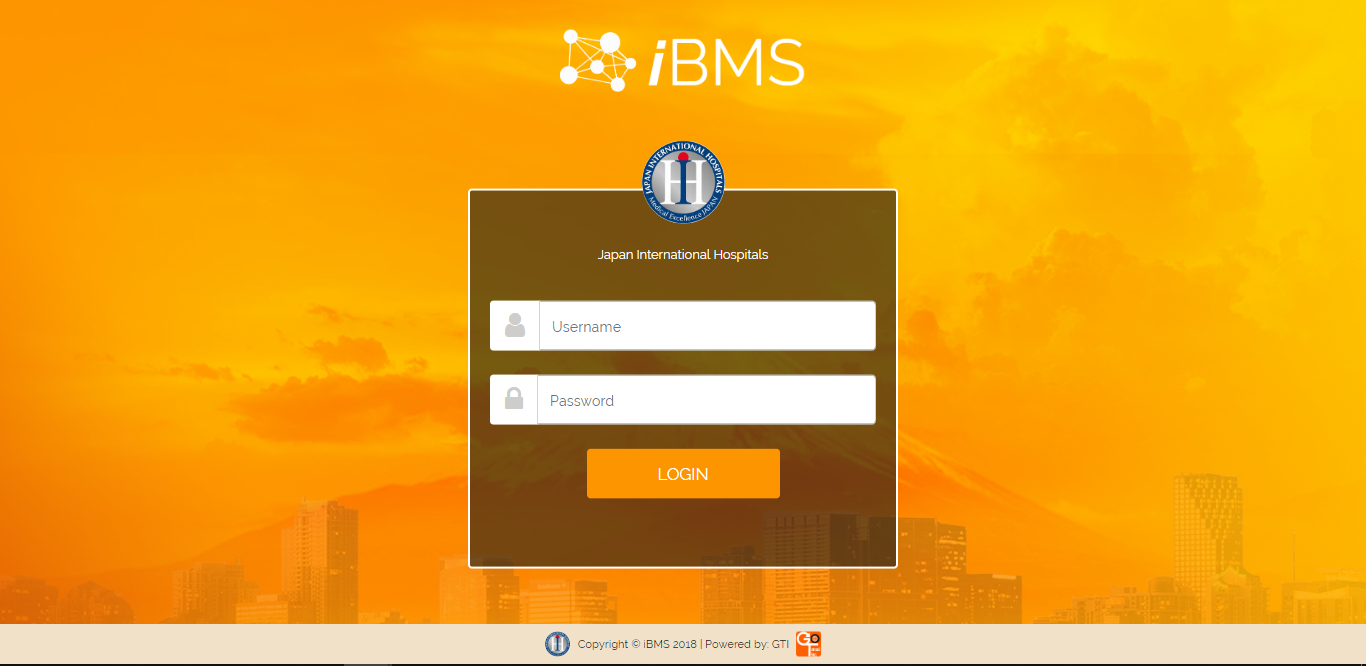 iBMS
JAPAN INTERNATIONAL HOSPITALS
Medical Excellence JAPAN
Japan International Hospitals
Username
Password
LOGIN
Copyright © iBMS 2018 | Powered by: GTI